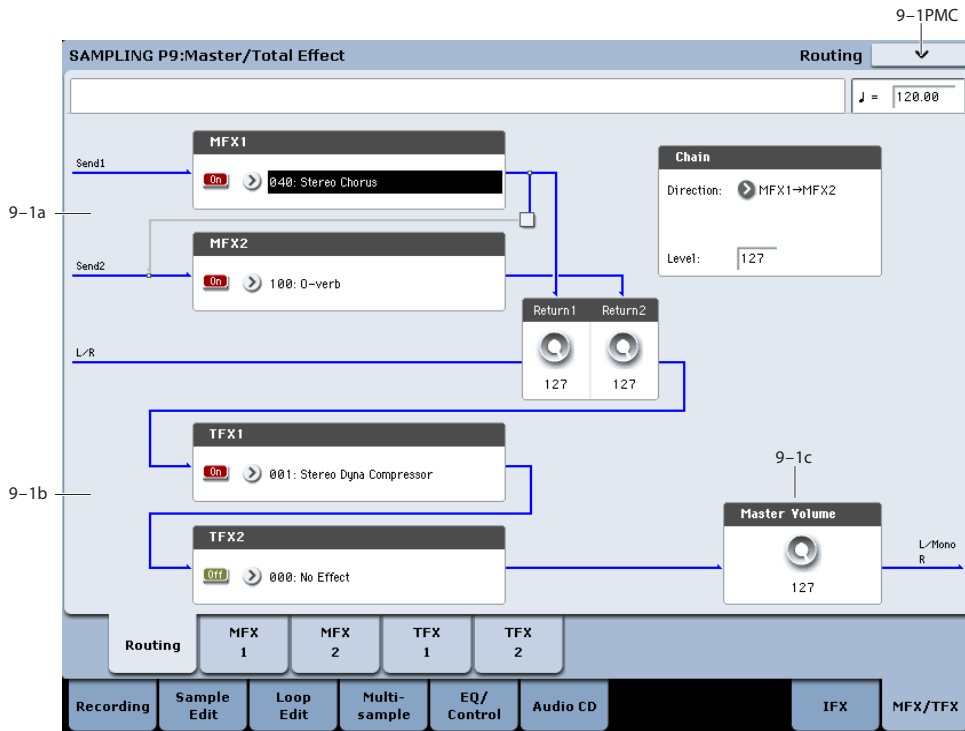 9–1PMC
SAMPLING P9:Master/Total Effect
Routing
♩ = 120.00
MFX1
Send1
On
040: Stereo Chorus
Chain
Direction: MFX1→MFX2
Level: 127
9–1a
MFX2
Send2
On
100: O-verb
Return1 Return2
127 127
L/R
TFX1
On
001: Stereo Dyna Compressor
9–1b
9–1c
TFX2
Off
000: No Effect
Master Volume
127
L/Mono
R
Routing
MFX
1
MFX
2
TFX
1
TFX
2
Recording
Sample
Edit
Loop
Edit
Multi-
sample
EQ/
Control
Audio CD
IFX
MFX/TFX